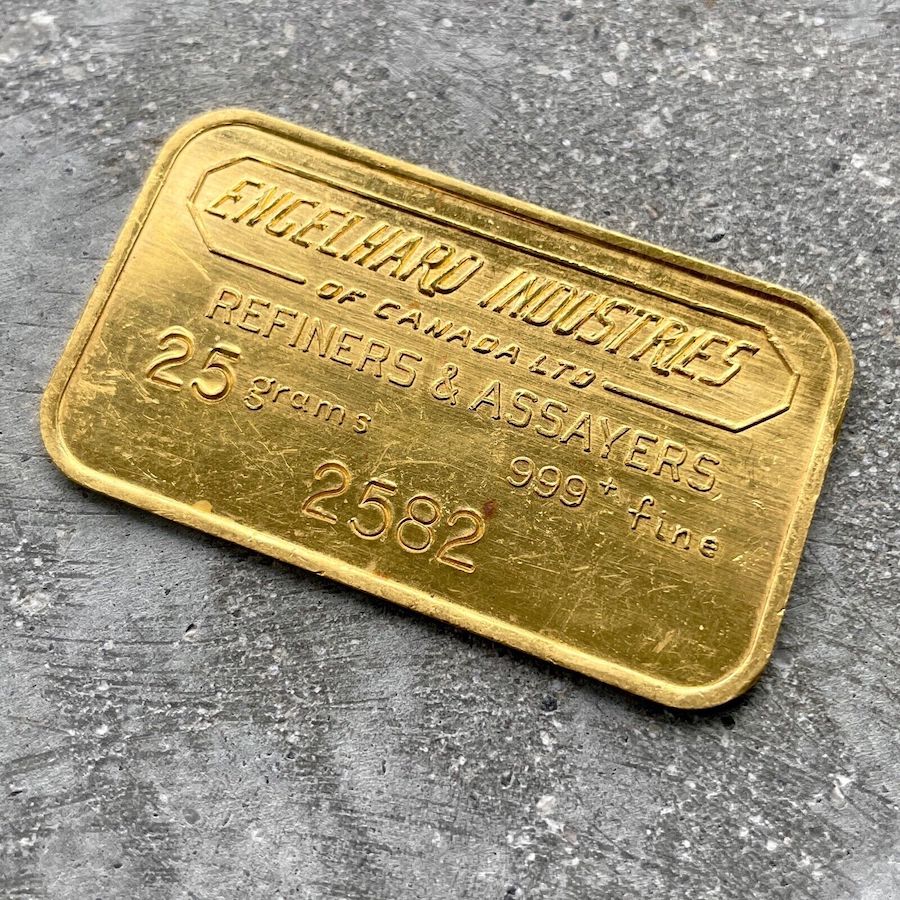 ENGELHARD INDUSTRIES
OF CANADA LTD
REFINERS & ASSAYERS
25 grams 999+ fine
2582